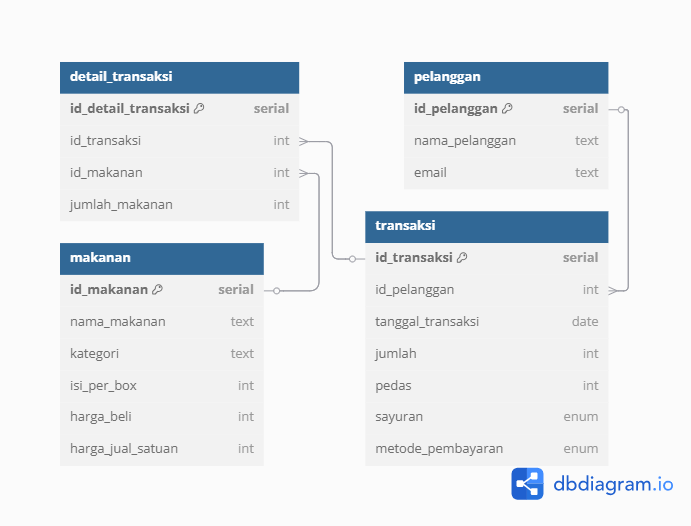 detail_transaksi
id_detail_transaksi serial
id_transaksi int
id_makanan int
jumlah_makanan int
pelanggan
id_pelanggan serial
nama_pelanggan text
email text
makanan
id_makanan serial
nama_makanan text
kategori text
isi_per_box int
harga_beli int
harga_jual_satuan int
transaksi
id_transaksi serial
id_pelanggan int
tanggal_transaksi date
jumlah int
pedas int
sayuran enum
metode_pembayaran enum
dbdiagram.io